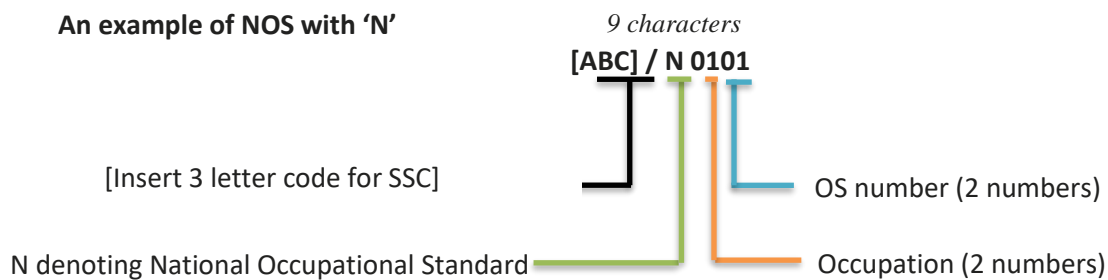 An example of NOS with ‘N’
9 characters
[ABC] / N 0101
[Insert 3 letter code for SSC]
OS number (2 numbers)
N denoting National Occupational Standard
Occupation (2 numbers)